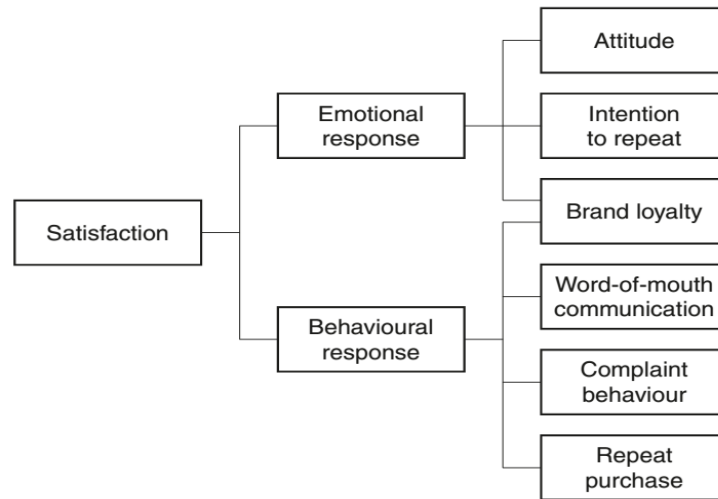 Attitude
Emotional
response
Intention
to repeat
Brand loyalty
Satisfaction
Word-of-mouth
communication
Behavioural
response
Complaint
behaviour
Repeat
purchase